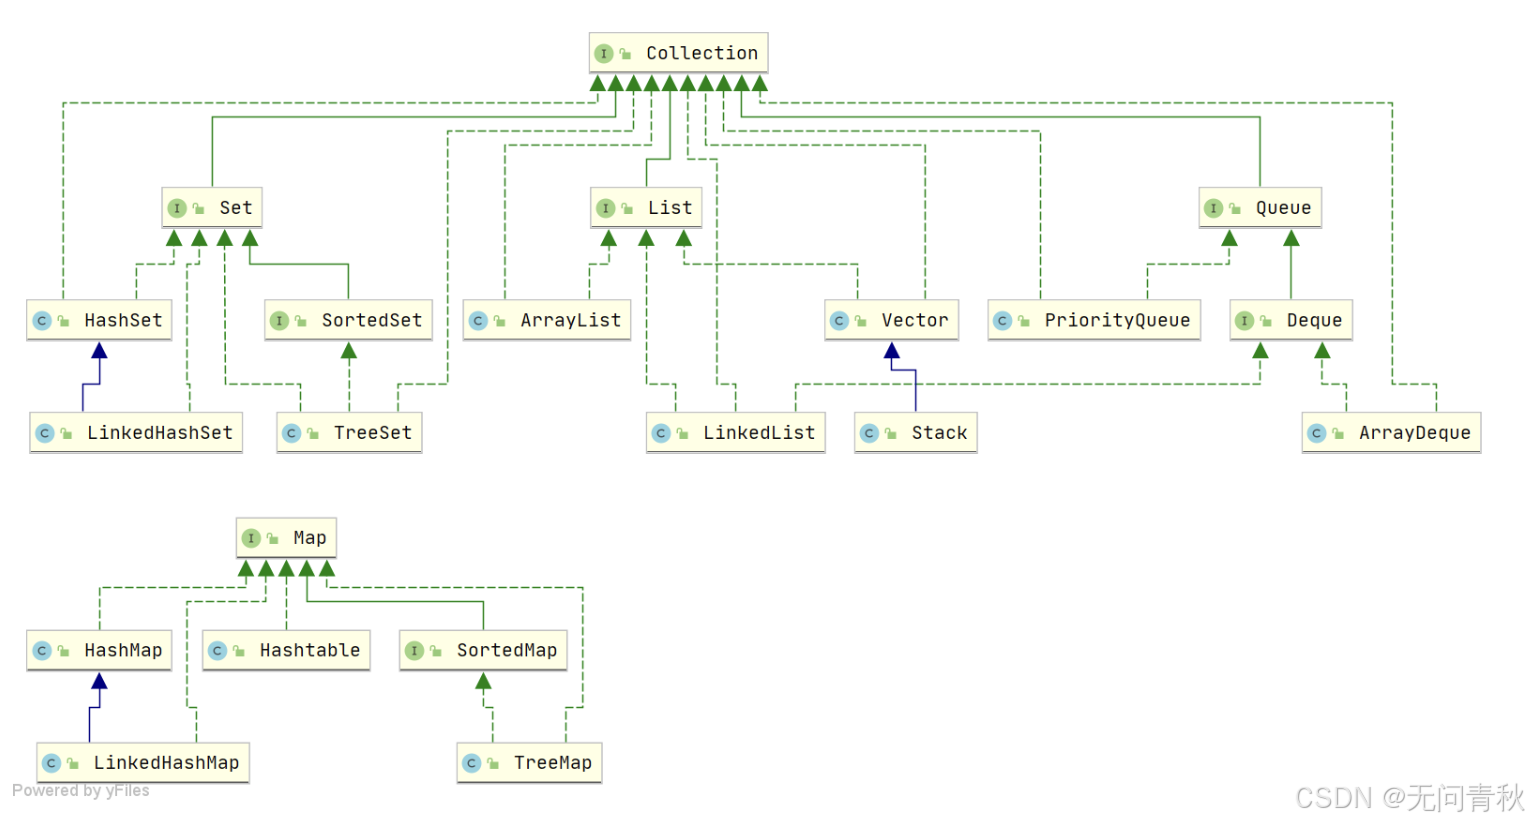 I Collection
I Set
I List
I Queue
C HashSet
I SortedSet
C ArrayList
C Vector
C PriorityQueue
I Deque
C LinkedHashSet
C TreeSet
C LinkedList
C Stack
C ArrayDeque
I Map
C HashMap
C Hashtable
I SortedMap
C LinkedHashMap
C TreeMap
Powered by yFiles
CSDN @无问青秋